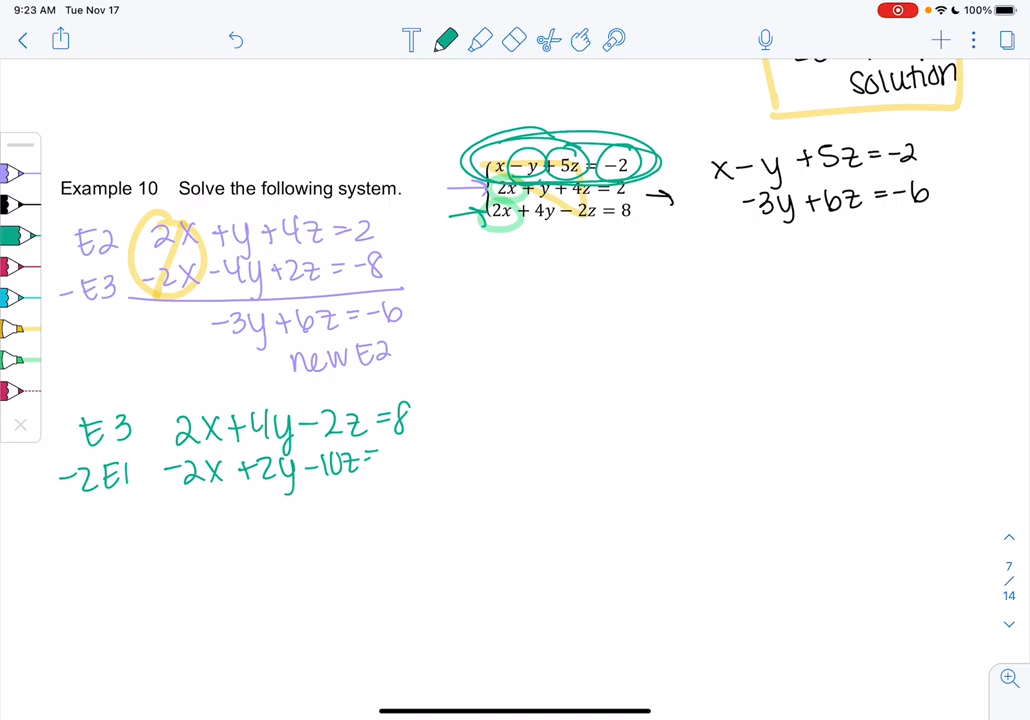 9:23 AM Tue Nov 17
100%
solution
x - y + 5z = -2
2x + y + 4z = 2
2x + 4y - 2z = 8
x - y + 5z = -2
-3y + 6z = -6
Example 10 Solve the following system.
E2 2x + y + 4z = 2
-E3 -2x - 4y + 2z = -8
-3y + 6z = -6
new E2
E3 2x + 4y - 2z = 8
-2E1 -2x + 2y - 10z =
7
/
14